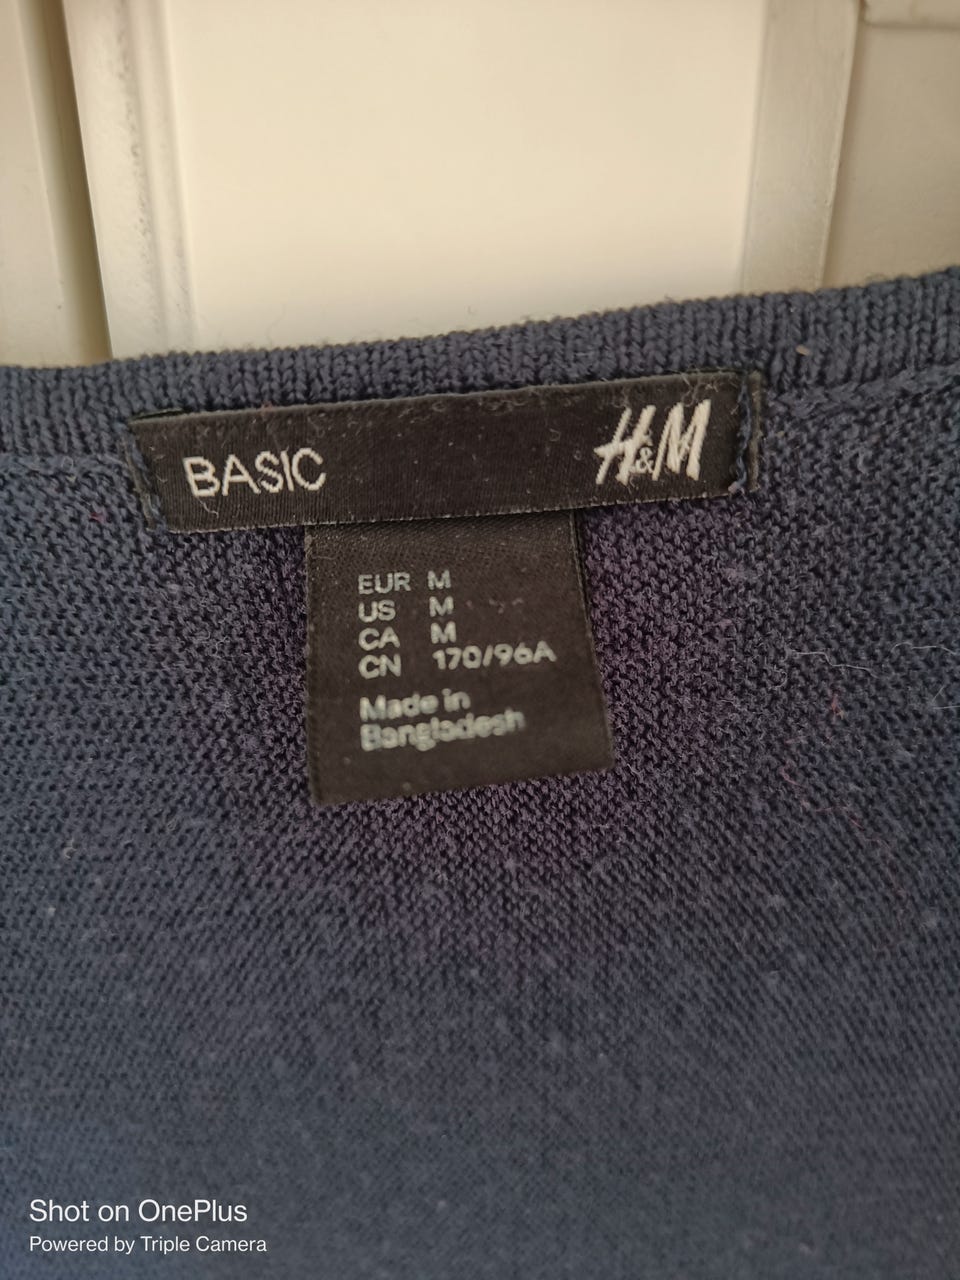 BASIC H&M
EUR M
US M
CA M
CN 170/96A
Made in
Bangladesh
Shot on OnePlus
Powered by Triple Camera